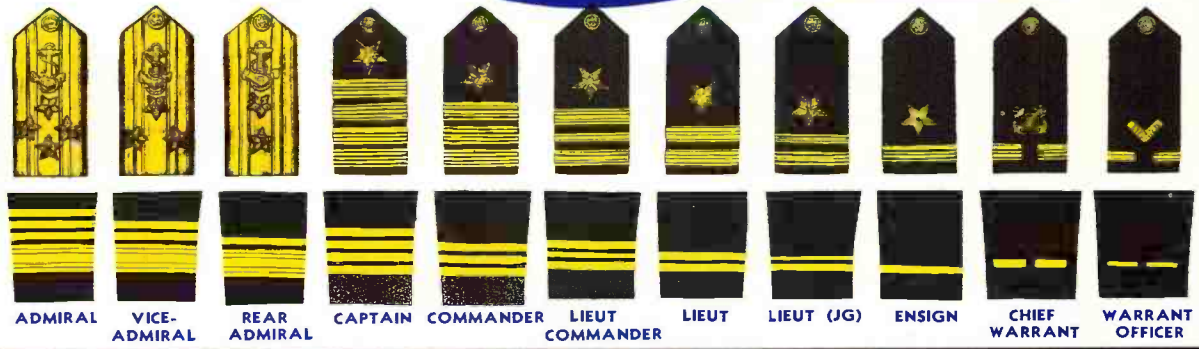 ADMIRAL
VICE-
ADMIRAL
REAR
ADMIRAL
CAPTAIN
COMMANDER
LIEUT
COMMANDER
LIEUT
LIEUT (JG)
ENSIGN
CHIEF
WARRANT
WARRANT
OFFICER